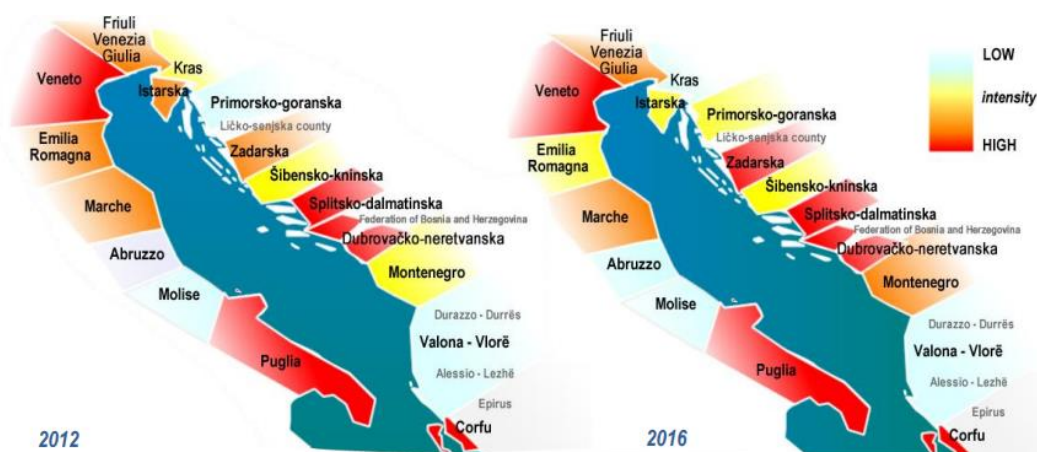 Friuli
Venezia
Giulia
Kras
Veneto
Istarska
Primorsko-goranska
Ličko-senjska county
Emilia
Romagna
Zadarska
Šibensko-kninska
Marche
Splitsko-dalmatinska
Federation of Bosnia and Herzegovina
Dubrovačko-neretvanska
Abruzzo
Montenegro
Molise
Durazzo - Durrës
Valona - Vlorë
Puglia
Alessio - Lezhë
Epirus
Corfu
2012
Friuli
Venezia
Giulia
Kras
Veneto
Istarska
Primorsko-goranska
Ličko-senjska county
Emilia
Romagna
Zadarska
Šibensko-kninska
Marche
Splitsko-dalmatinska
Federation of Bosnia and Herzegovina
Dubrovačko-neretvanska
Abruzzo
Montenegro
Molise
Durazzo - Durrës
Valona - Vlorë
Puglia
Alessio - Lezhë
Epirus
Corfu
2016
LOW
intensity
HIGH